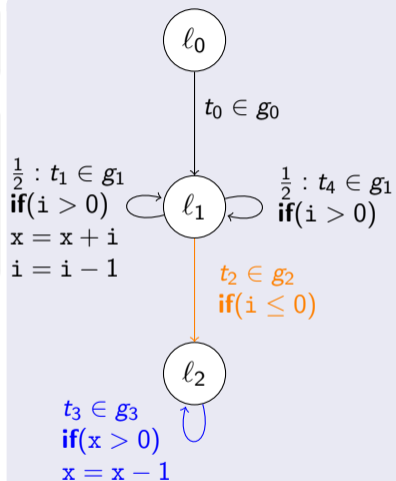 ℓ₀
t₀ ∈ g₀
½ : t₁ ∈ g₁
if(i > 0)
x = x + i
i = i − 1
ℓ₁
½ : t₄ ∈ g₁
if(i > 0)
t₂ ∈ g₂
if(i ≤ 0)
ℓ₂
t₃ ∈ g₃
if(x > 0)
x = x − 1